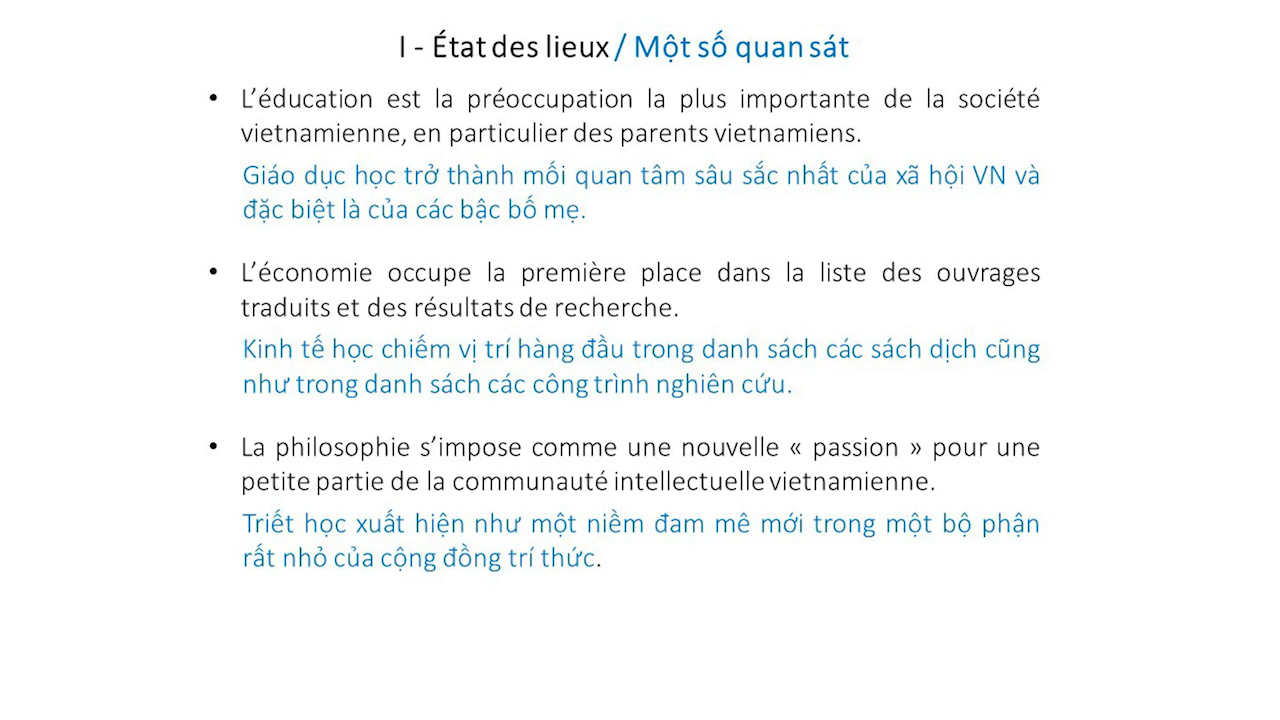 I - État des lieux / Một số quan sát
• L’éducation est la préoccupation la plus importante de la société
vietnamienne, en particulier des parents vietnamiens.
Giáo dục học trở thành mối quan tâm sâu sắc nhất của xã hội VN và
đặc biệt là của các bậc bố mẹ.
• L’économie occupe la première place dans la liste des ouvrages
traduits et des résultats de recherche.
Kinh tế học chiếm vị trí hàng đầu trong danh sách các sách dịch cũng
như trong danh sách các công trình nghiên cứu.
• La philosophie s’impose comme une nouvelle « passion » pour une
petite partie de la communauté intellectuelle vietnamienne.
Triết học xuất hiện như một niềm đam mê mới trong một bộ phận
rất nhỏ của cộng đồng trí thức.